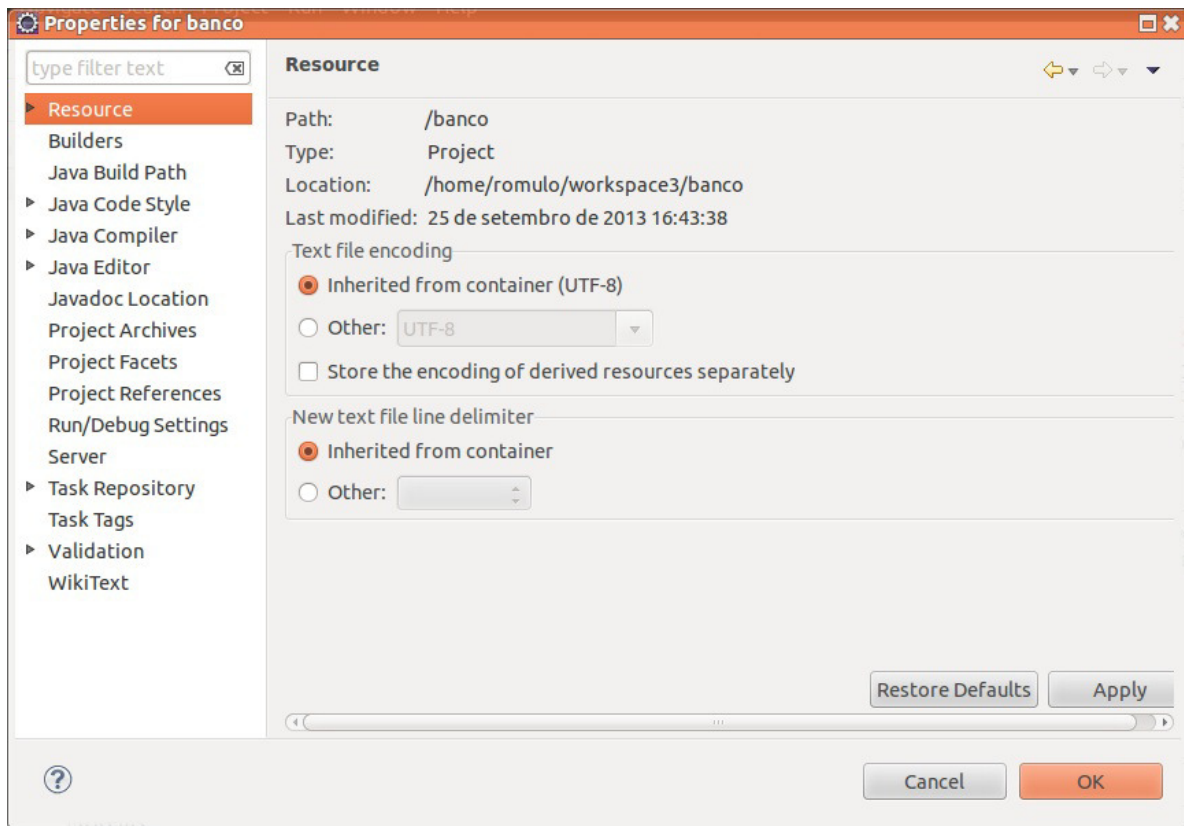 Properties for banco
type filter text
Resource
Builders
Java Build Path
Java Code Style
Java Compiler
Java Editor
Javadoc Location
Project Archives
Project Facets
Project References
Run/Debug Settings
Server
Task Repository
Task Tags
Validation
WikiText
Resource
Path: /banco
Type: Project
Location: /home/romulo/workspace3/banco
Last modified: 25 de setembro de 2013 16:43:38
Text file encoding
Inherited from container (UTF-8)
Other: UTF-8
Store the encoding of derived resources separately
New text file line delimiter
Inherited from container
Other:
Restore Defaults Apply
Cancel OK